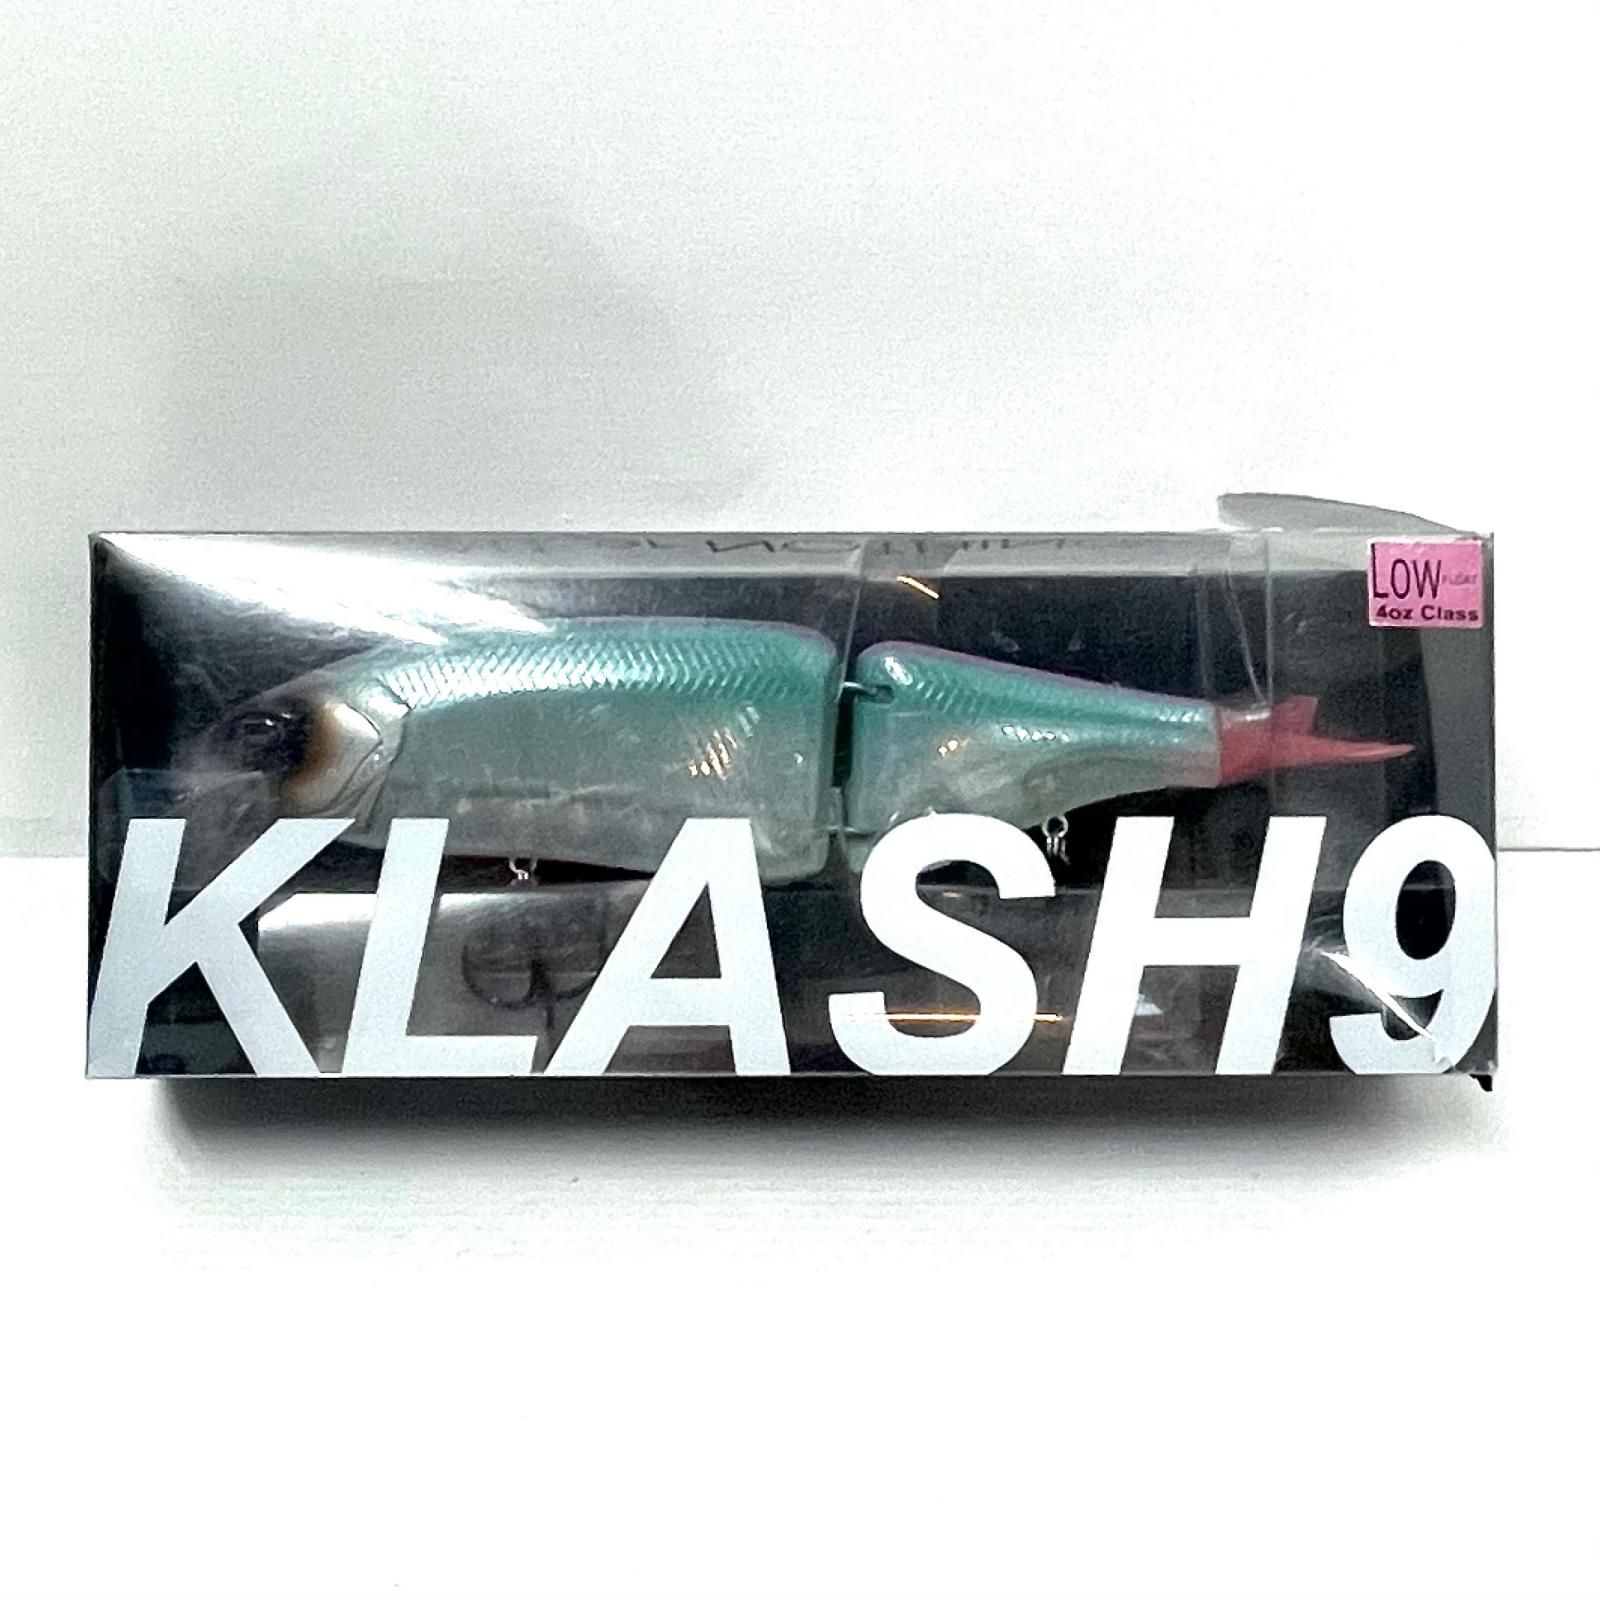 LOW FLOAT
4oz Class
KLASH9